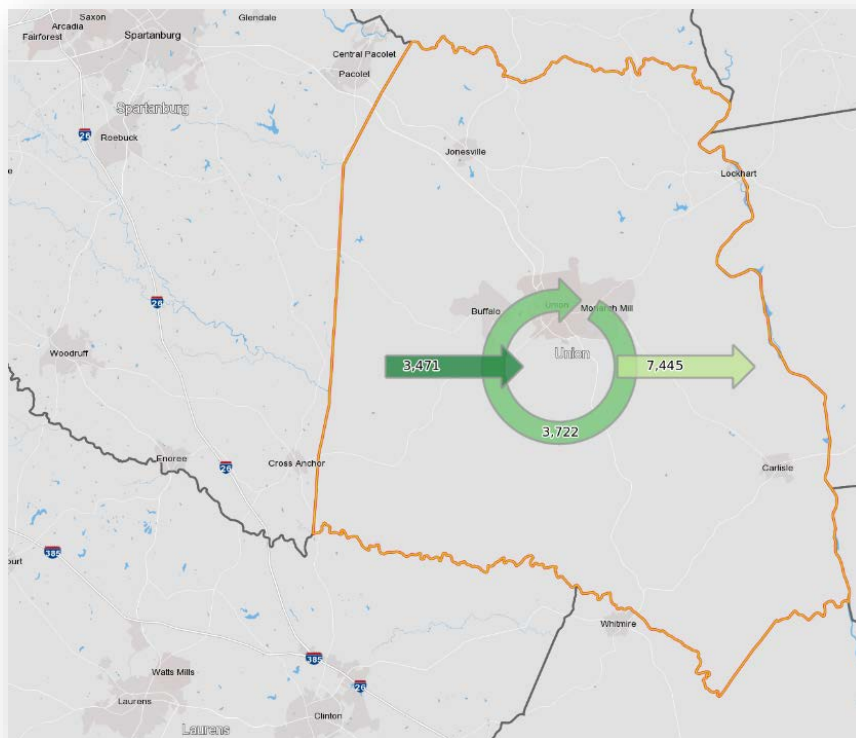 Saxon
Glendale
Arcadia
Fairforest
Spartanburg
Central Pacolet
Pacolet
Spartanburg
26
Roebuck
Jonesville
Lockhart
26
Buffalo
Union
Monarch Mill
Woodruff
Union
3,471
7,445
3,722
Enoree
26
Cross Anchor
Carlisle
385
ourt
Whitmire
385
Watts Mills
26
Laurens
Clinton
Laurens